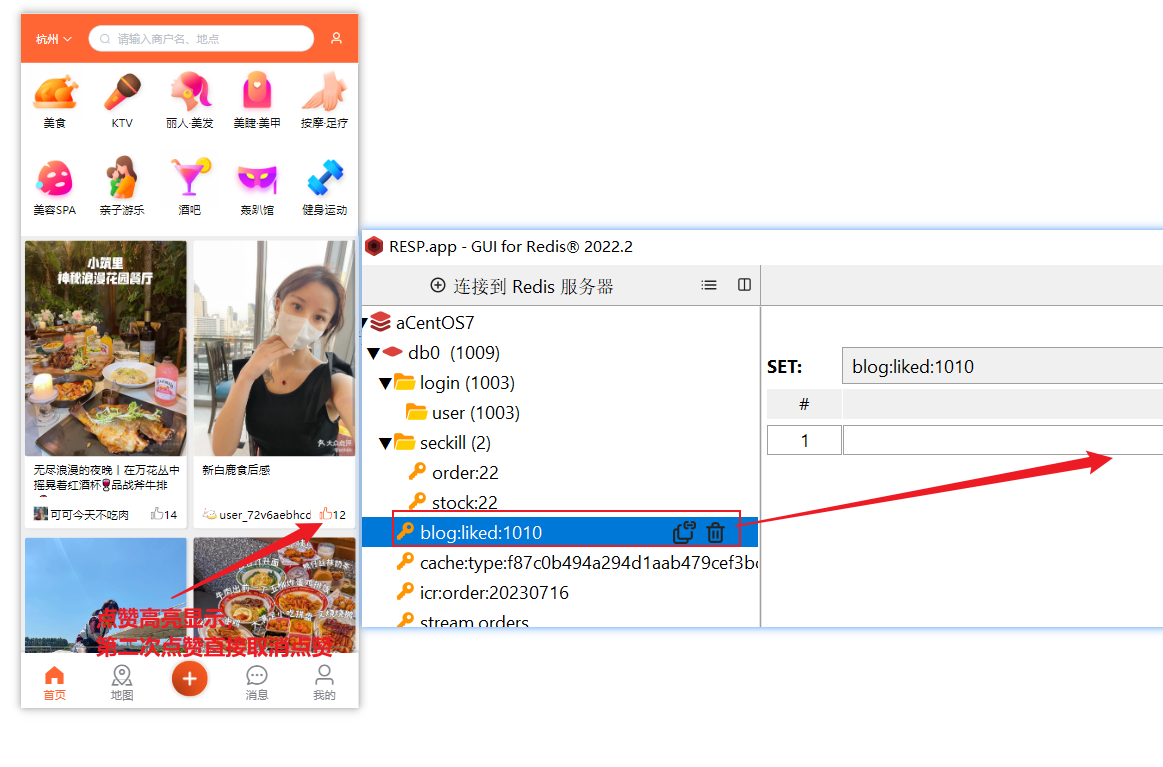 杭州
请输入商户名、地点
美食
KTV
丽人·美发
美睫·美甲
按摩·足疗
美容SPA
亲子游乐
酒吧
轰趴馆
健身运动
小筑里
神秘浪漫花园餐厅
大众点评
无尽浪漫的夜晚丨在万花丛中
摇晃着红酒杯🍷品战斧牛排
可可今天不吃肉
14
新白鹿食后感
user_72v6aebhcd
12
点赞高亮显示
第二次点赞直接取消点赞
首页
地图
消息
我的
RESP.app - GUI for Redis® 2022.2
连接到 Redis 服务器
aCentOS7
db0 (1009)
login (1003)
user (1003)
seckill (2)
order:22
stock:22
blog:liked:1010
cache:type:f87c0b494a294d1aab479cef3b
icr:order:20230716
stream.orders
SET:
blog:liked:1010
#
1